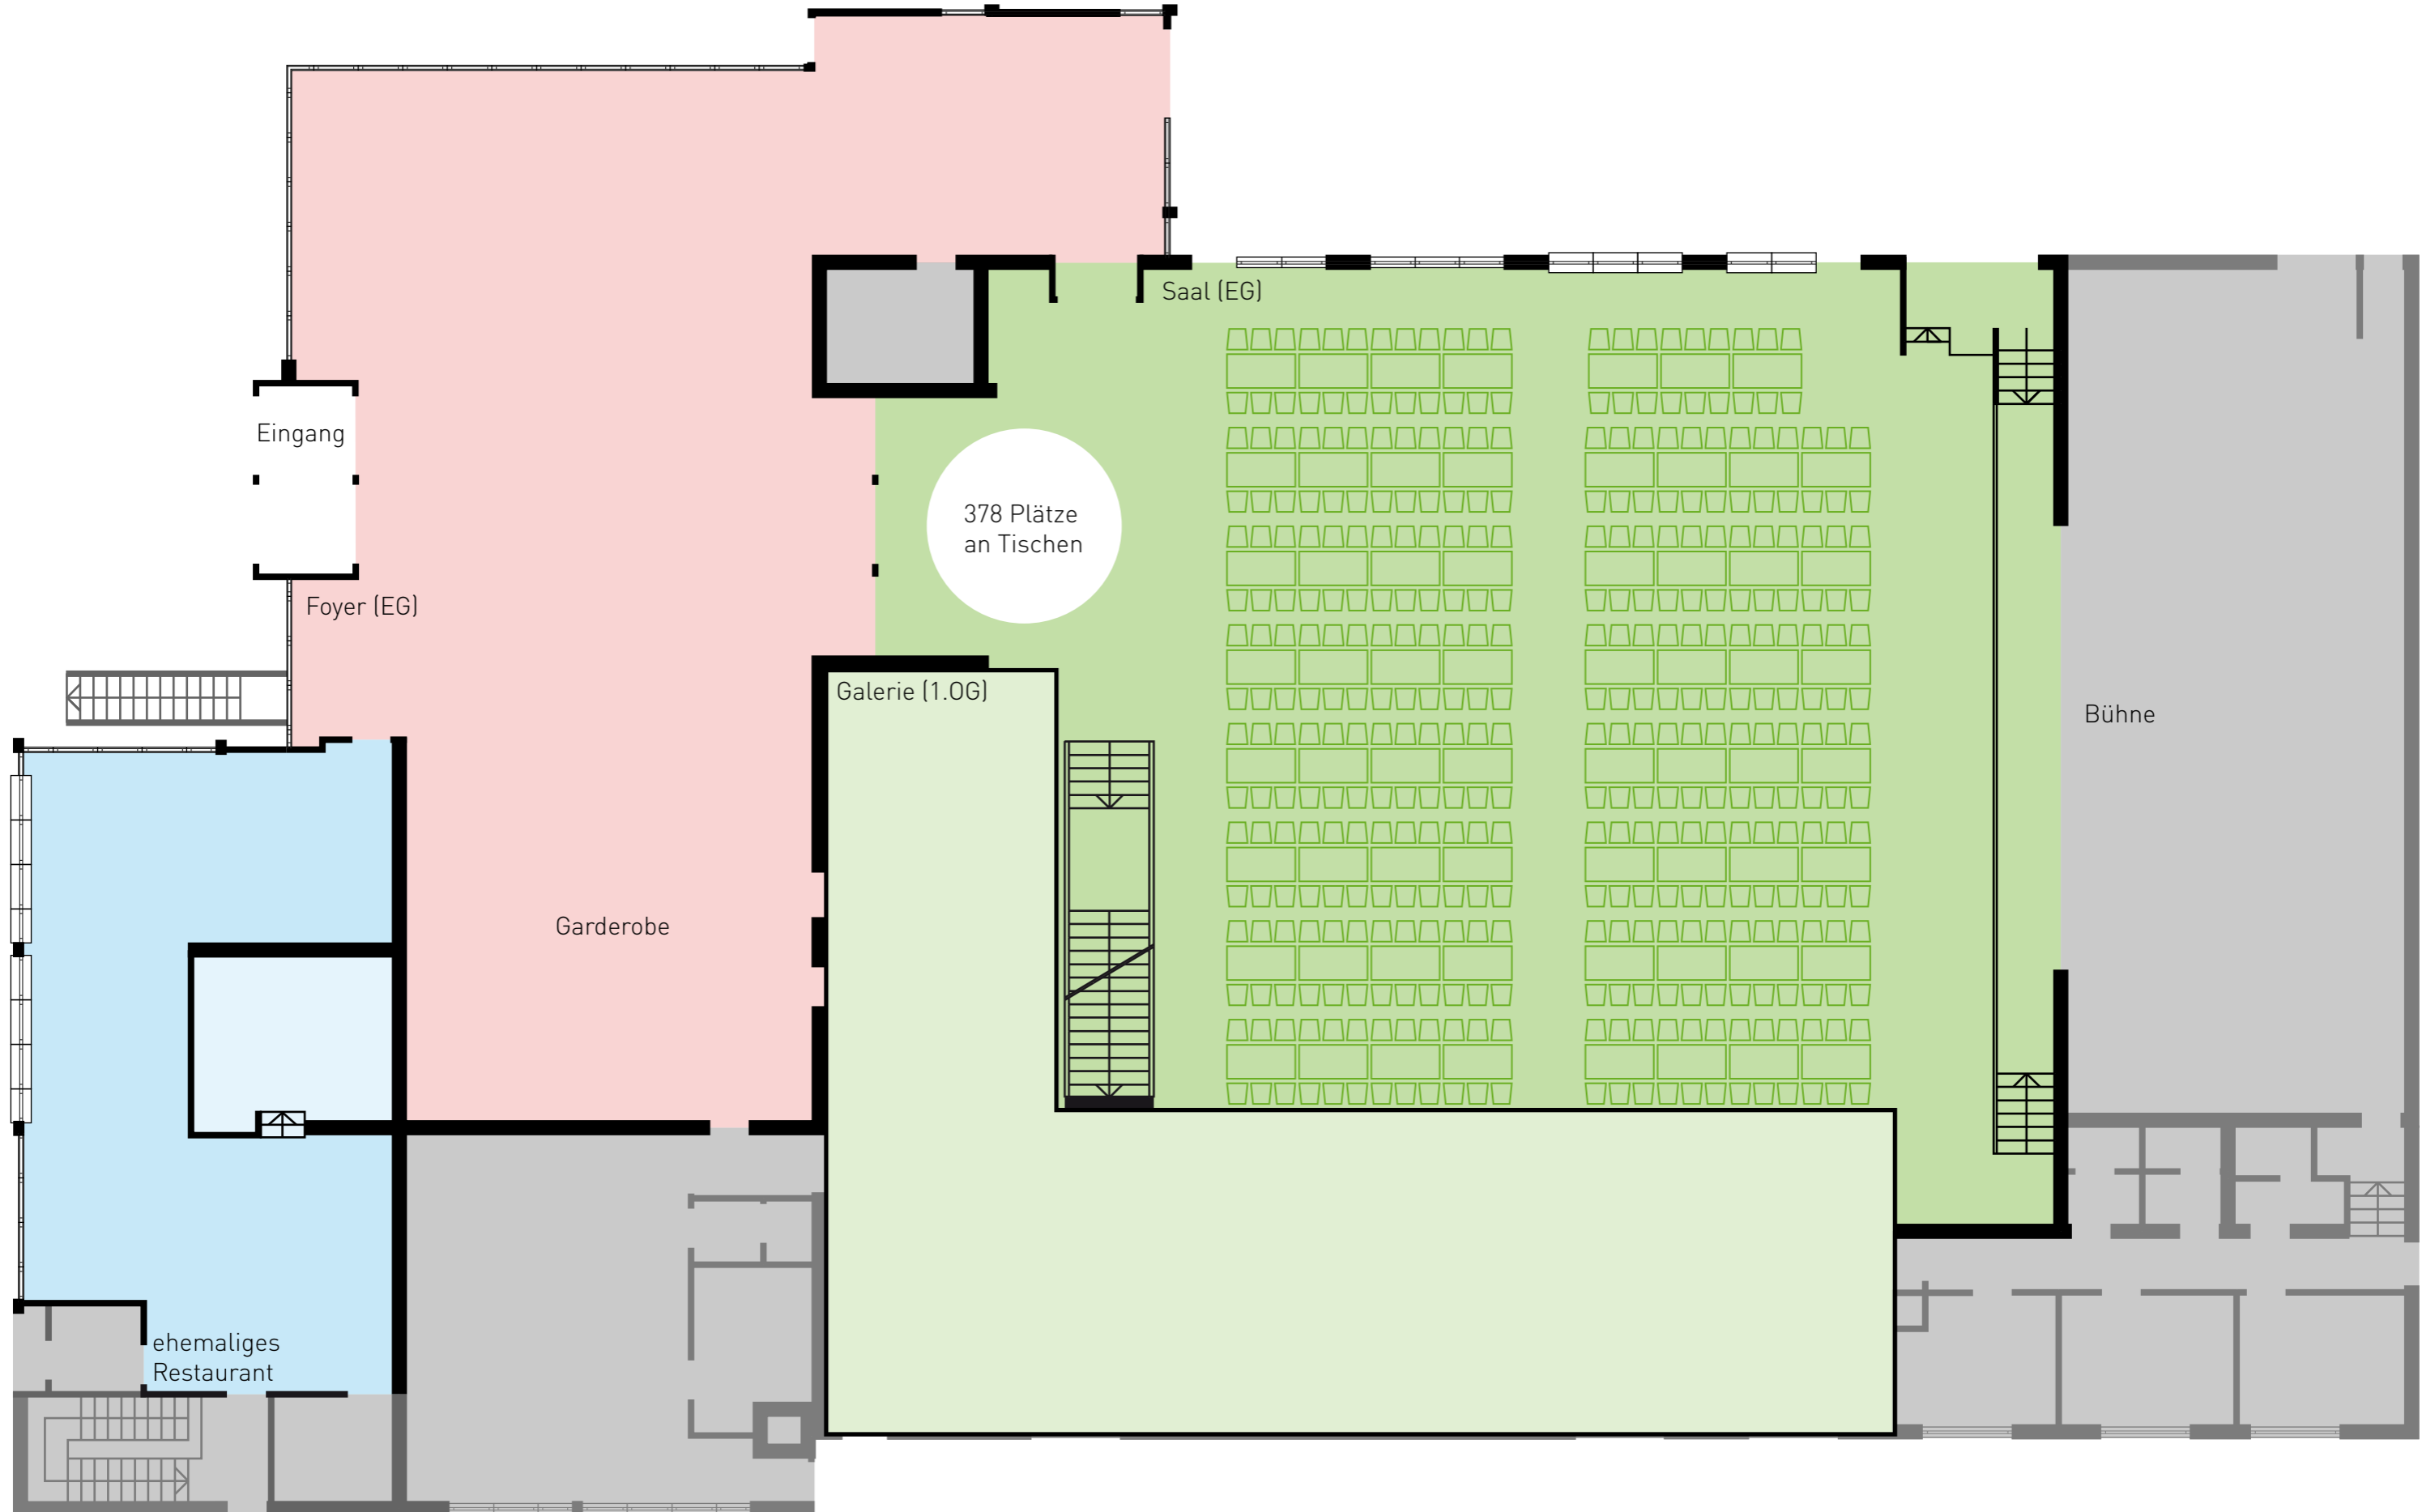 Saal (EG)
Eingang
378 Plätze
an Tischen
Foyer (EG)
Galerie (1.OG)
Bühne
Garderobe
ehemaliges
Restaurant